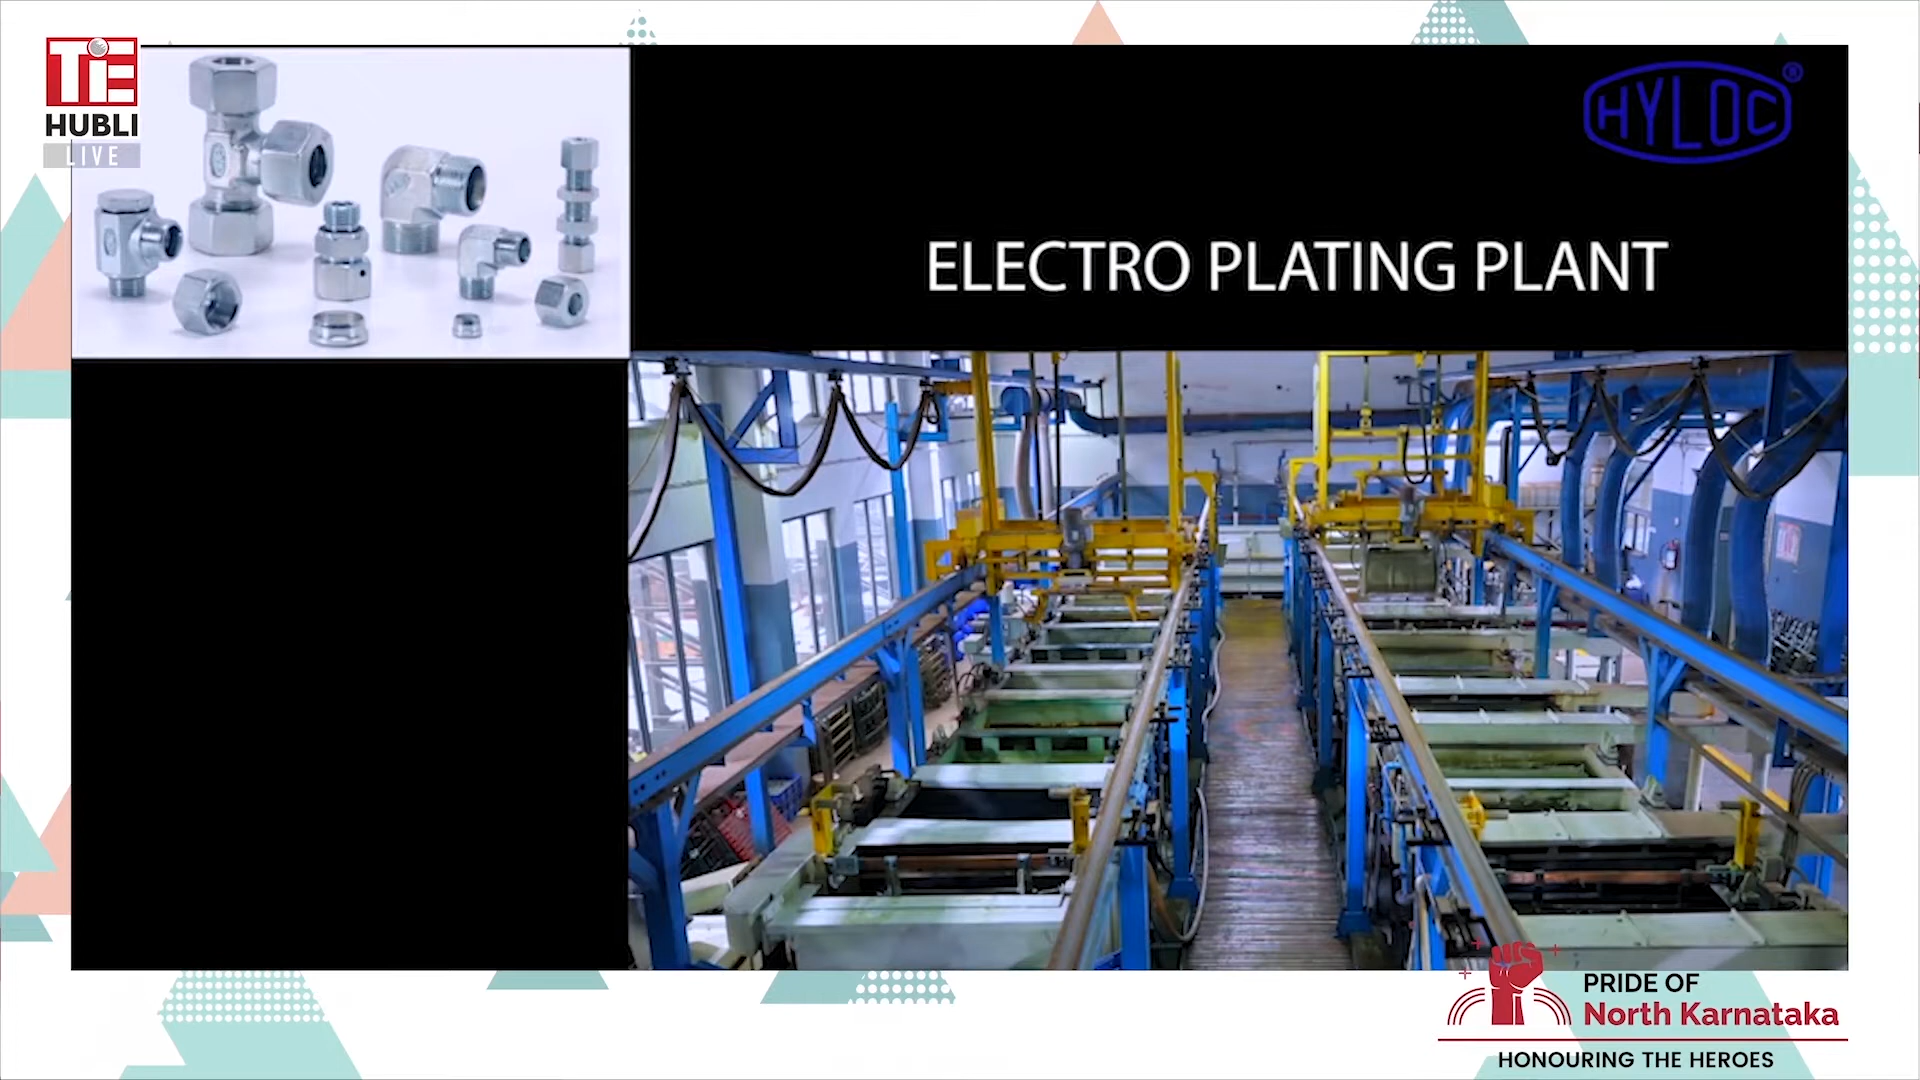 TiE
HUBLI
LIVE
HYLOC®
ELECTRO PLATING PLANT
PRIDE OF
North Karnataka
HONOURING THE HEROES